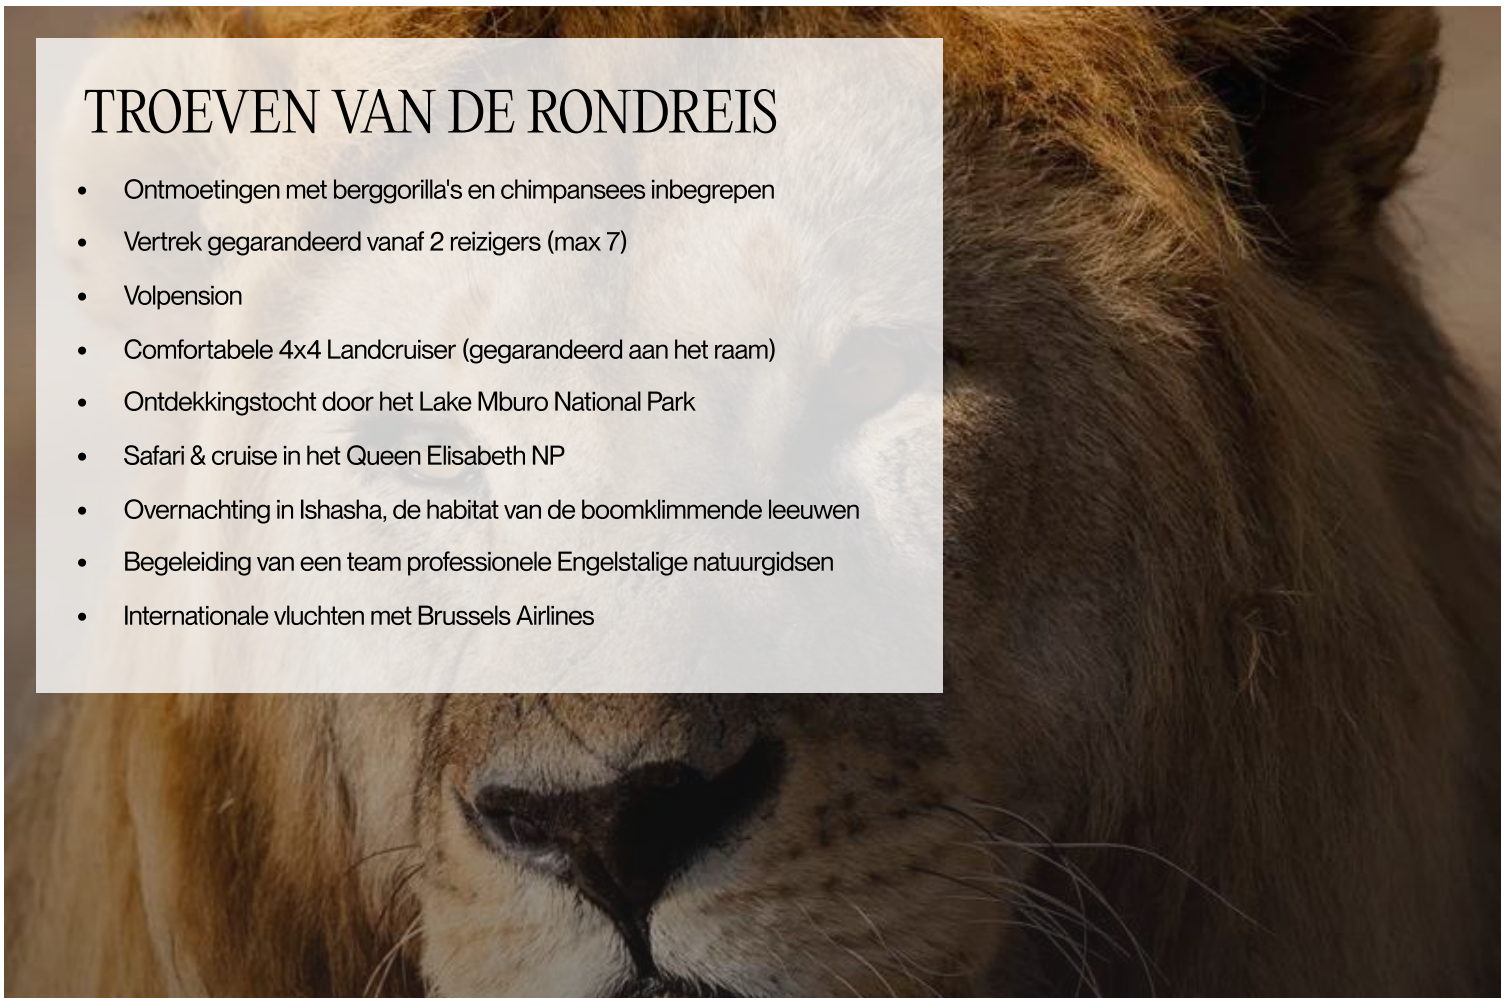 TROEVEN VAN DE RONDREIS
• Ontmoetingen met berggorilla's en chimpansees inbegrepen
• Vertrek gegarandeerd vanaf 2 reizigers (max 7)
• Volpension
• Comfortabele 4x4 Landcruiser (gegarandeerd aan het raam)
• Ontdekkingstocht door het Lake Mburo National Park
• Safari & cruise in het Queen Elisabeth NP
• Overnachting in Ishasha, de habitat van de boomklimmende leeuwen
• Begeleiding van een team professionele Engelstalige natuurgidsen
• Internationale vluchten met Brussels Airlines